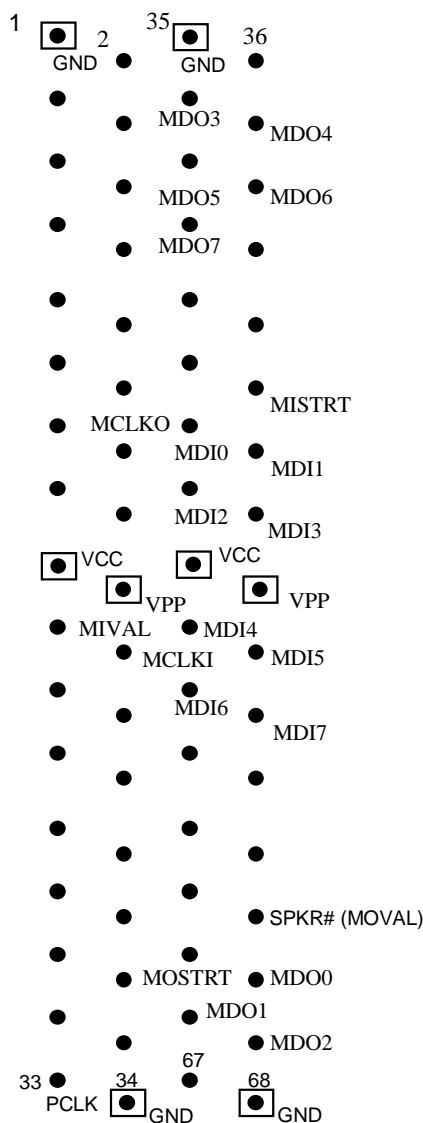 1 2 35 36
GND GND
MDO3 MDO4
MDO5 MDO6
MDO7
MISTRT
MCLKO
MDI0 MDI1
MDI2 MDI3
VCC VCC
VPP VPP
MIVAL MDI4
MCLKI MDI5
MDI6
MDI7
SPKR# (MOVAL)
MOSTRT MDO0
MDO1
MDO2
33 34 67 68
PCLK GND GND